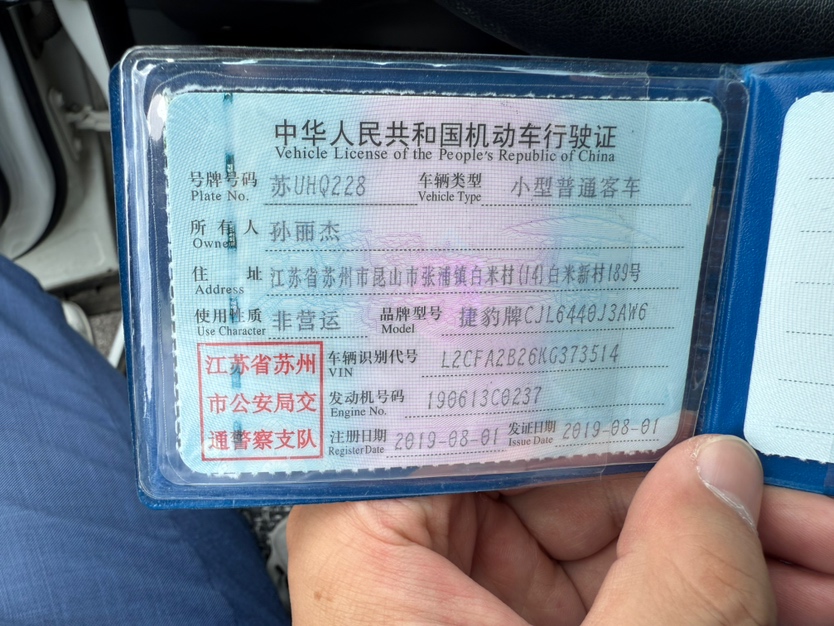 中华人民共和国机动车行驶证
Vehicle License of the People's Republic of China
号牌号码 苏UHQ228 车辆类型 小型普通客车
Plate No. Vehicle Type
所有人 孙丽杰
Owner
住址 江苏省苏州市昆山市张浦镇白米村(14)白米新村189号
Address
使用性质 非营运 品牌型号 捷豹牌CJL6440J3AW6
Use Character Model
江苏省苏州
市公安局交
通警察支队
车辆识别代号 L2CFA2B26KG373514
VIN
发动机号码 190613C0237
Engine No.
注册日期 2019-08-01 发证日期 2019-08-01
Register Date Issue Date